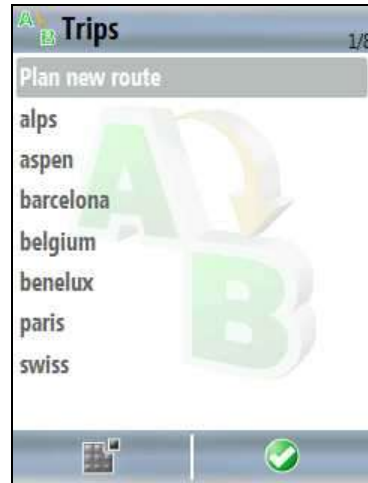 A B Trips
1/8
Plan new route
alps
aspen
barcelona
belgium
benelux
paris
swiss
A
B